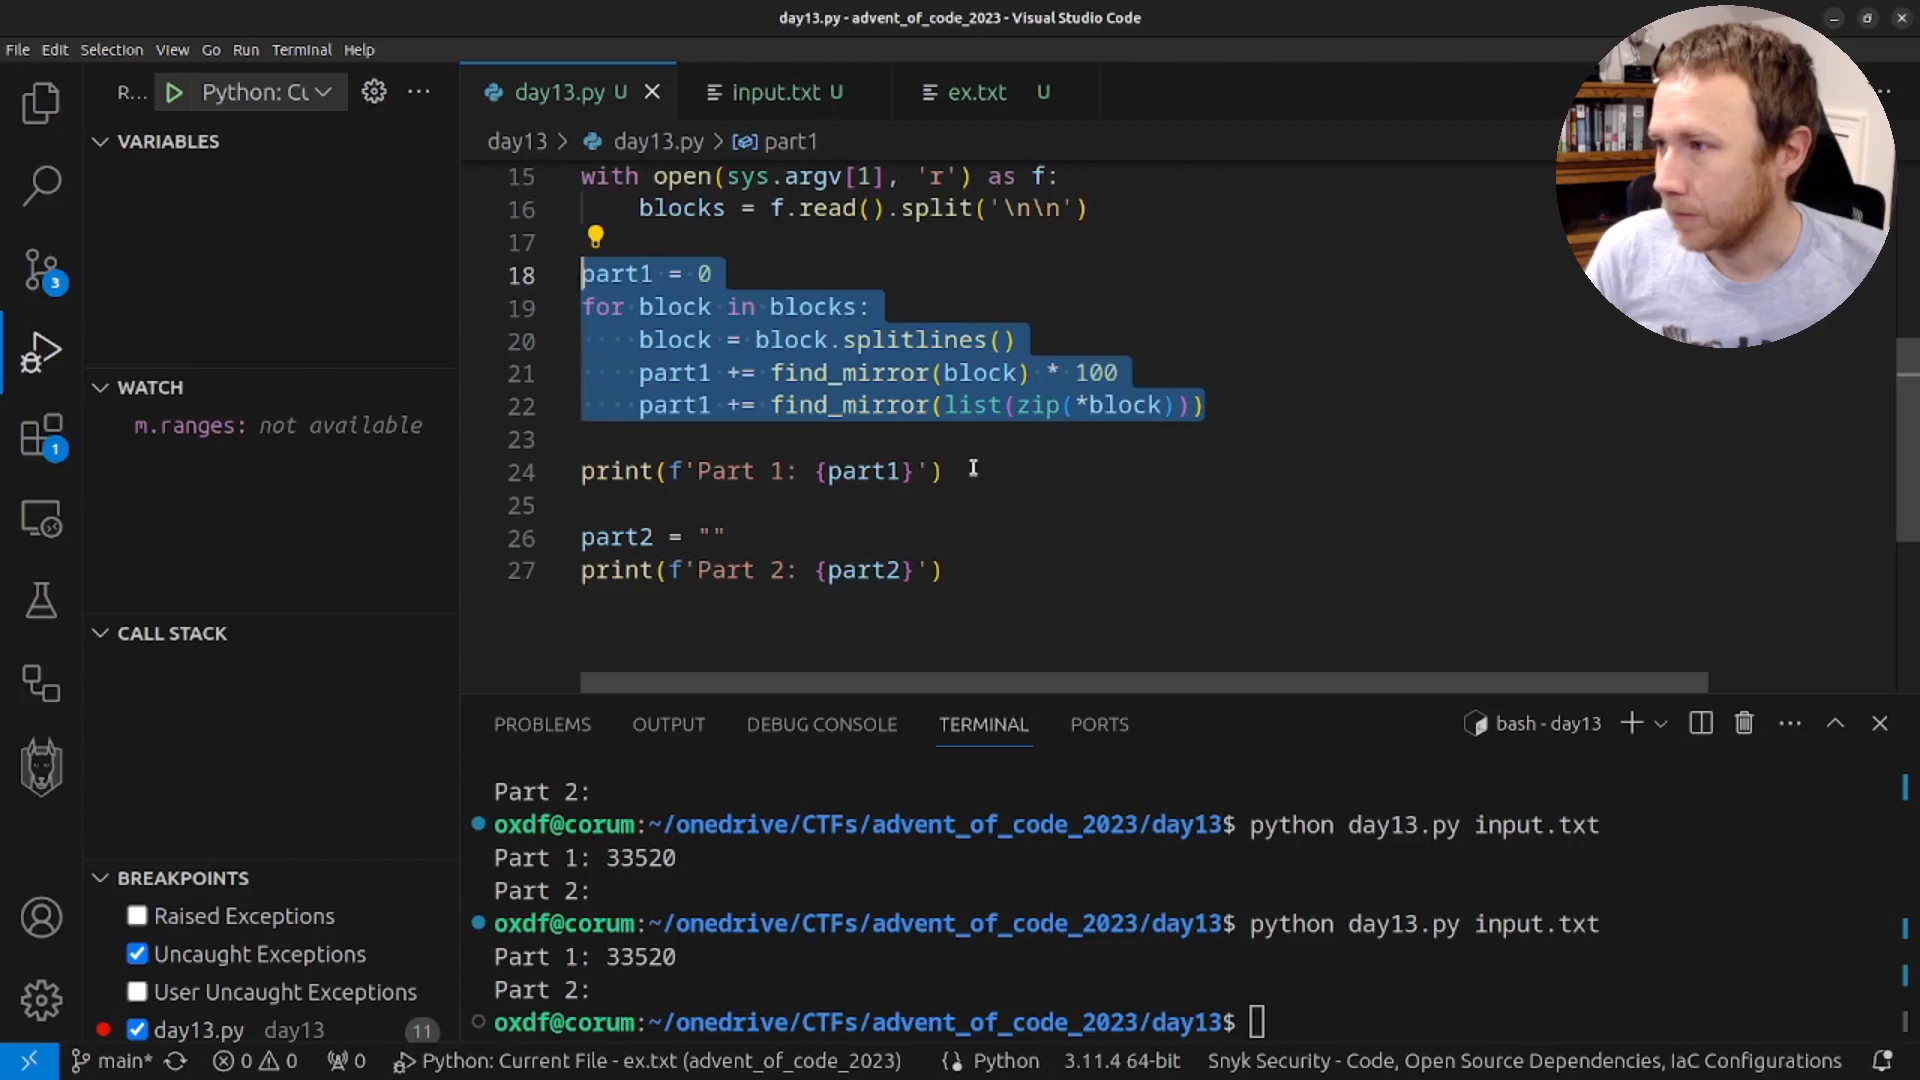 day13.py - advent_of_code_2023 - Visual Studio Code
File Edit Selection View Go Run Terminal Help
R... Python: Cu
day13.py U
input.txt U
ex.txt U
day13 > day13.py > part1
VARIABLES
WATCH
m.ranges: not available
CALL STACK
BREAKPOINTS
Raised Exceptions
Uncaught Exceptions
User Uncaught Exceptions
day13.py day13 11
3
1
15 with open(sys.argv[1], 'r') as f:
16 blocks = f.read().split('\n\n')
17
18 part1 = 0
19 for block in blocks:
20 block = block.splitlines()
21 part1 += find_mirror(block) * 100
22 part1 += find_mirror(list(zip(*block)))
23
24 print(f'Part 1: {part1}')
25
26 part2 = ""
27 print(f'Part 2: {part2}')
PROBLEMS OUTPUT DEBUG CONSOLE TERMINAL PORTS
bash - day13
Part 2:
oxdf@corum:~/onedrive/CTFs/advent_of_code_2023/day13$ python day13.py input.txt
Part 1: 33520
Part 2:
oxdf@corum:~/onedrive/CTFs/advent_of_code_2023/day13$ python day13.py input.txt
Part 1: 33520
Part 2:
oxdf@corum:~/onedrive/CTFs/advent_of_code_2023/day13$
main* 0 0 0 Python: Current File - ex.txt (advent_of_code_2023) Python 3.11.4 64-bit Snyk Security - Code, Open Source Dependencies, IaC Configurations